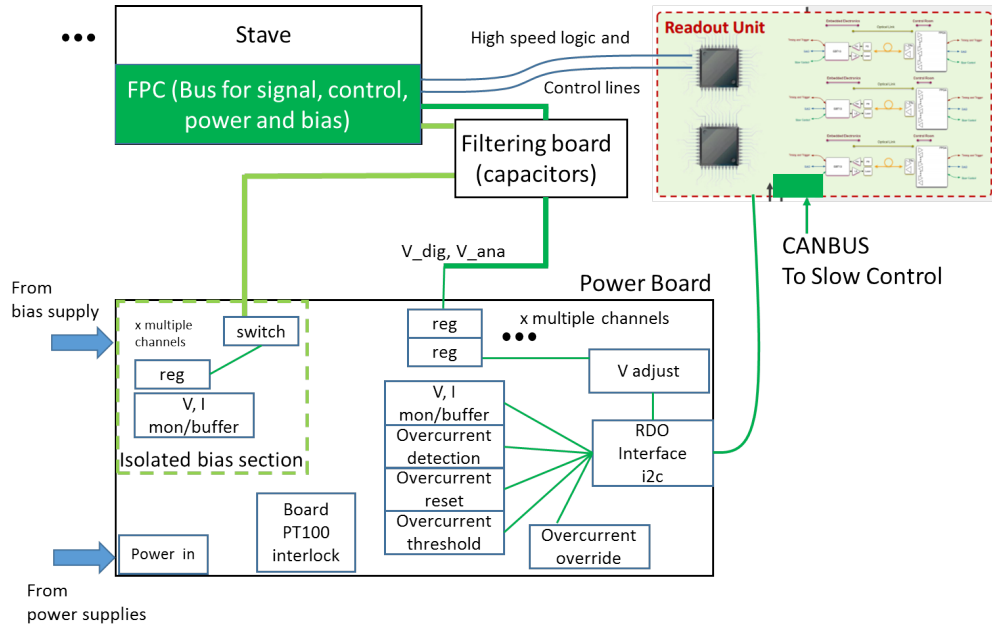 •••
Stave
FPC (Bus for signal, control,
power and bias)
High speed logic and
Control lines
Readout Unit
Filtering board
(capacitors)
CANBUS
To Slow Control
V_dig, V_ana
Power Board
From
bias supply
x multiple
channels
switch
reg
V, I
mon/buffer
Isolated bias section
reg
reg
x multiple channels
•••
V adjust
V, I
mon/buffer
Overcurrent
detection
Overcurrent
reset
Overcurrent
threshold
RDO
Interface
i2c
Overcurrent
override
Board
PT100
interlock
Power in
From
power supplies